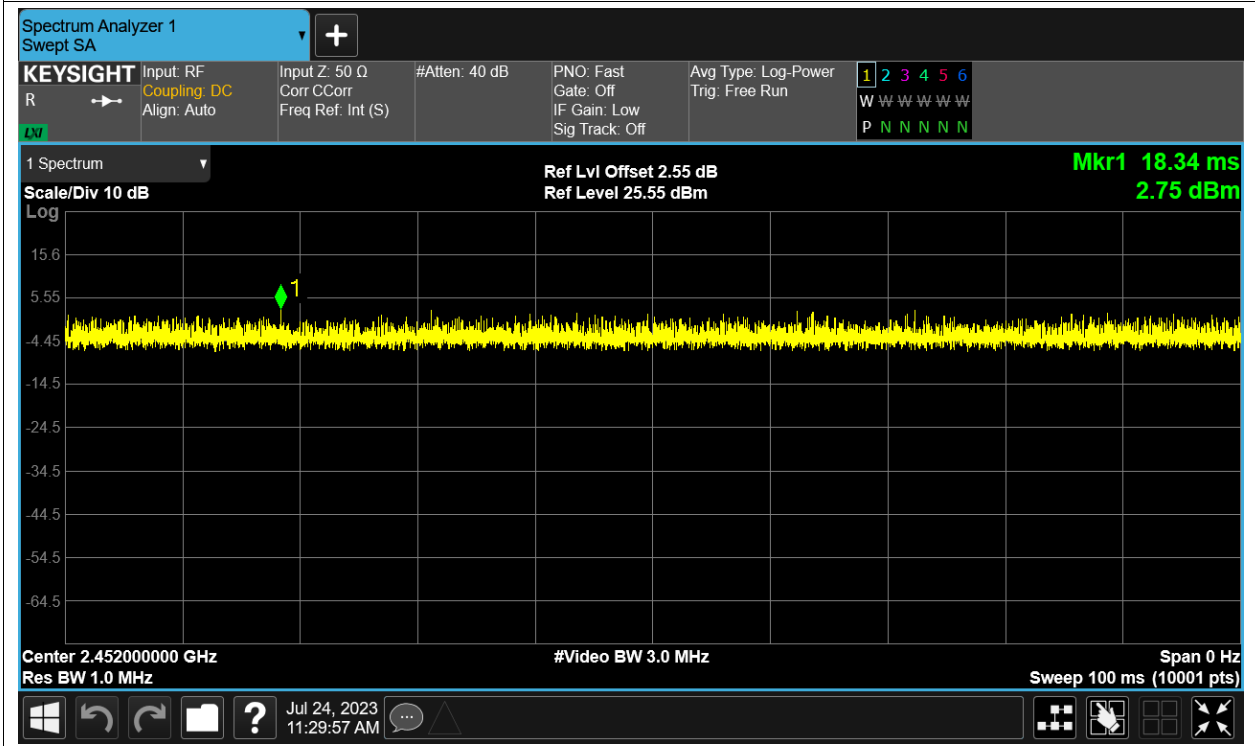 Spectrum Analyzer 1
Swept SA
KEYSIGHT
R
LXI
Input: RF
Coupling: DC
Align: Auto
Input Z: 50 Ω
Corr CCorr
Freq Ref: Int (S)
#Atten: 40 dB
PNO: Fast
Gate: Off
IF Gain: Low
Sig Track: Off
Avg Type: Log-Power
Trig: Free Run
1 2 3 4 5 6
W W W W W W
P N N N N N
1 Spectrum
Scale/Div 10 dB
Log
Ref Lvl Offset 2.55 dB
Ref Level 25.55 dBm
Mkr1 18.34 ms
2.75 dBm
15.6
5.55
-4.45
-14.5
-24.5
-34.5
-44.5
-54.5
-64.5
1
Center 2.452000000 GHz
Res BW 1.0 MHz
#Video BW 3.0 MHz
Span 0 Hz
Sweep 100 ms (10001 pts)
?
Jul 24, 2023
11:29:57 AM